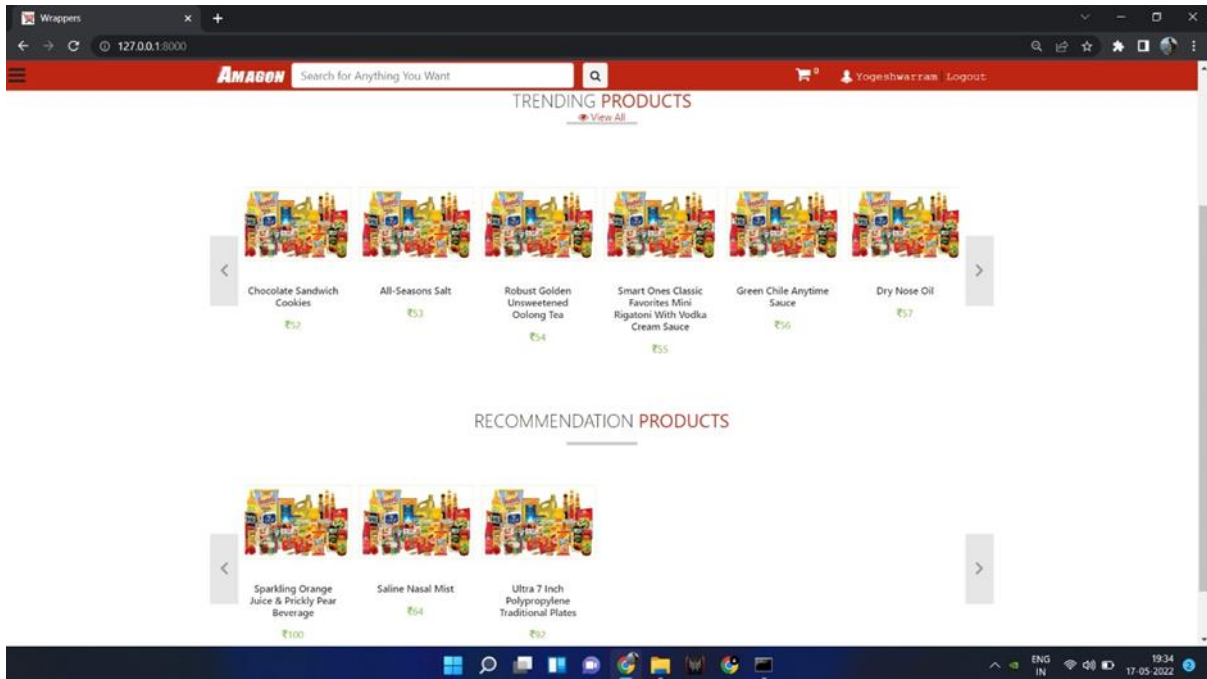 Wrappers
127.0.0.1:8000
AMAGON Search for Anything You Want 0 Yogeshwarram Logout
TRENDING PRODUCTS
View All
Chocolate Sandwich Cookies
₹52
All-Seasons Salt
₹53
Robust Golden Unsweetened Oolong Tea
₹54
Smart Ones Classic Favorites Mini Rigatoni With Vodka Cream Sauce
₹55
Green Chile Anytime Sauce
₹56
Dry Nose Oil
₹57
RECOMMENDATION PRODUCTS
Sparkling Orange Juice & Prickly Pear Beverage
₹100
Saline Nasal Mist
₹64
Ultra 7 Inch Polypropylene Traditional Plates
₹92
ENG
IN
19:34
17-05-2022
2